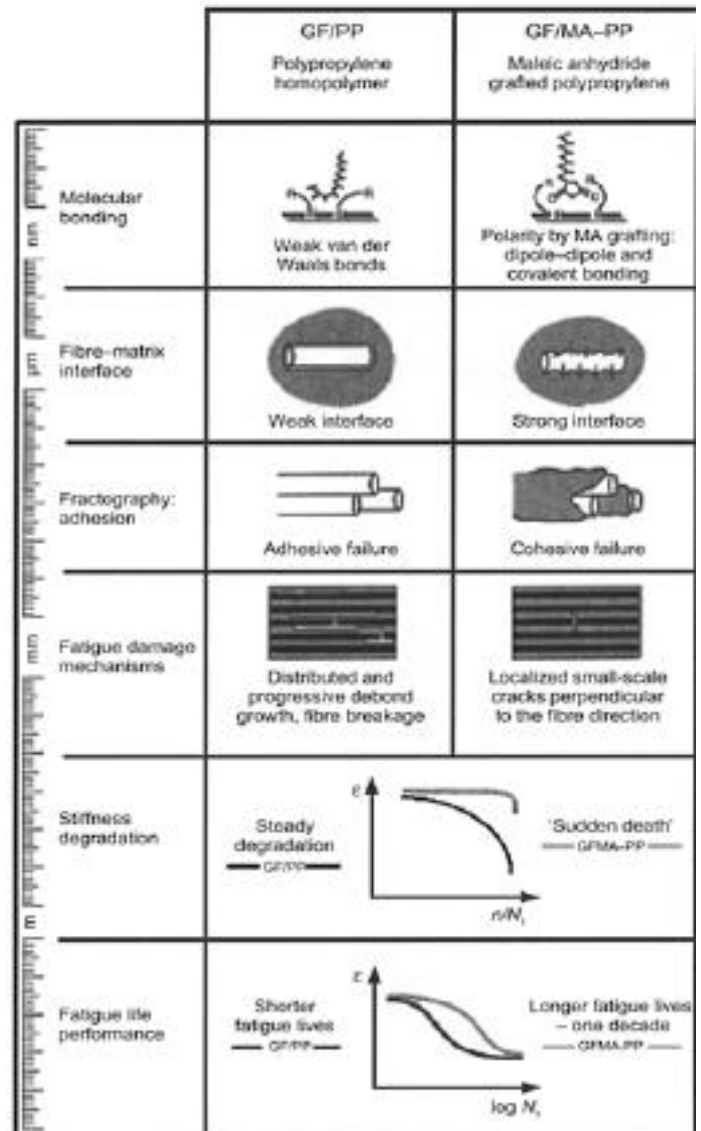 GF/PP
Polypropylene
homopolymer
GF/MA–PP
Maleic anhydride
grafted polypropylene
Molecular
bonding
R
R
Weak van der
Waals bonds
Polarity by MA grafting:
dipole–dipole and
covalent bonding
nm
Fibre–matrix
interface
Weak interface
Strong interface
µm
Fractography:
adhesion
Adhesive failure
Cohesive failure
Fatigue damage
mechanisms
Distributed and
progressive debond
growth, fibre breakage
Localized small-scale
cracks perpendicular
to the fibre direction
mm
Stiffness
degradation
Steady
degradation
GF/PP
ε
n/Nf
'Sudden death'
GFMA-PP
m
Fatigue life
performance
Shorter
fatigue lives
GF/PP
ε
log Nf
Longer fatigue lives
– one decade
GFMA-PP